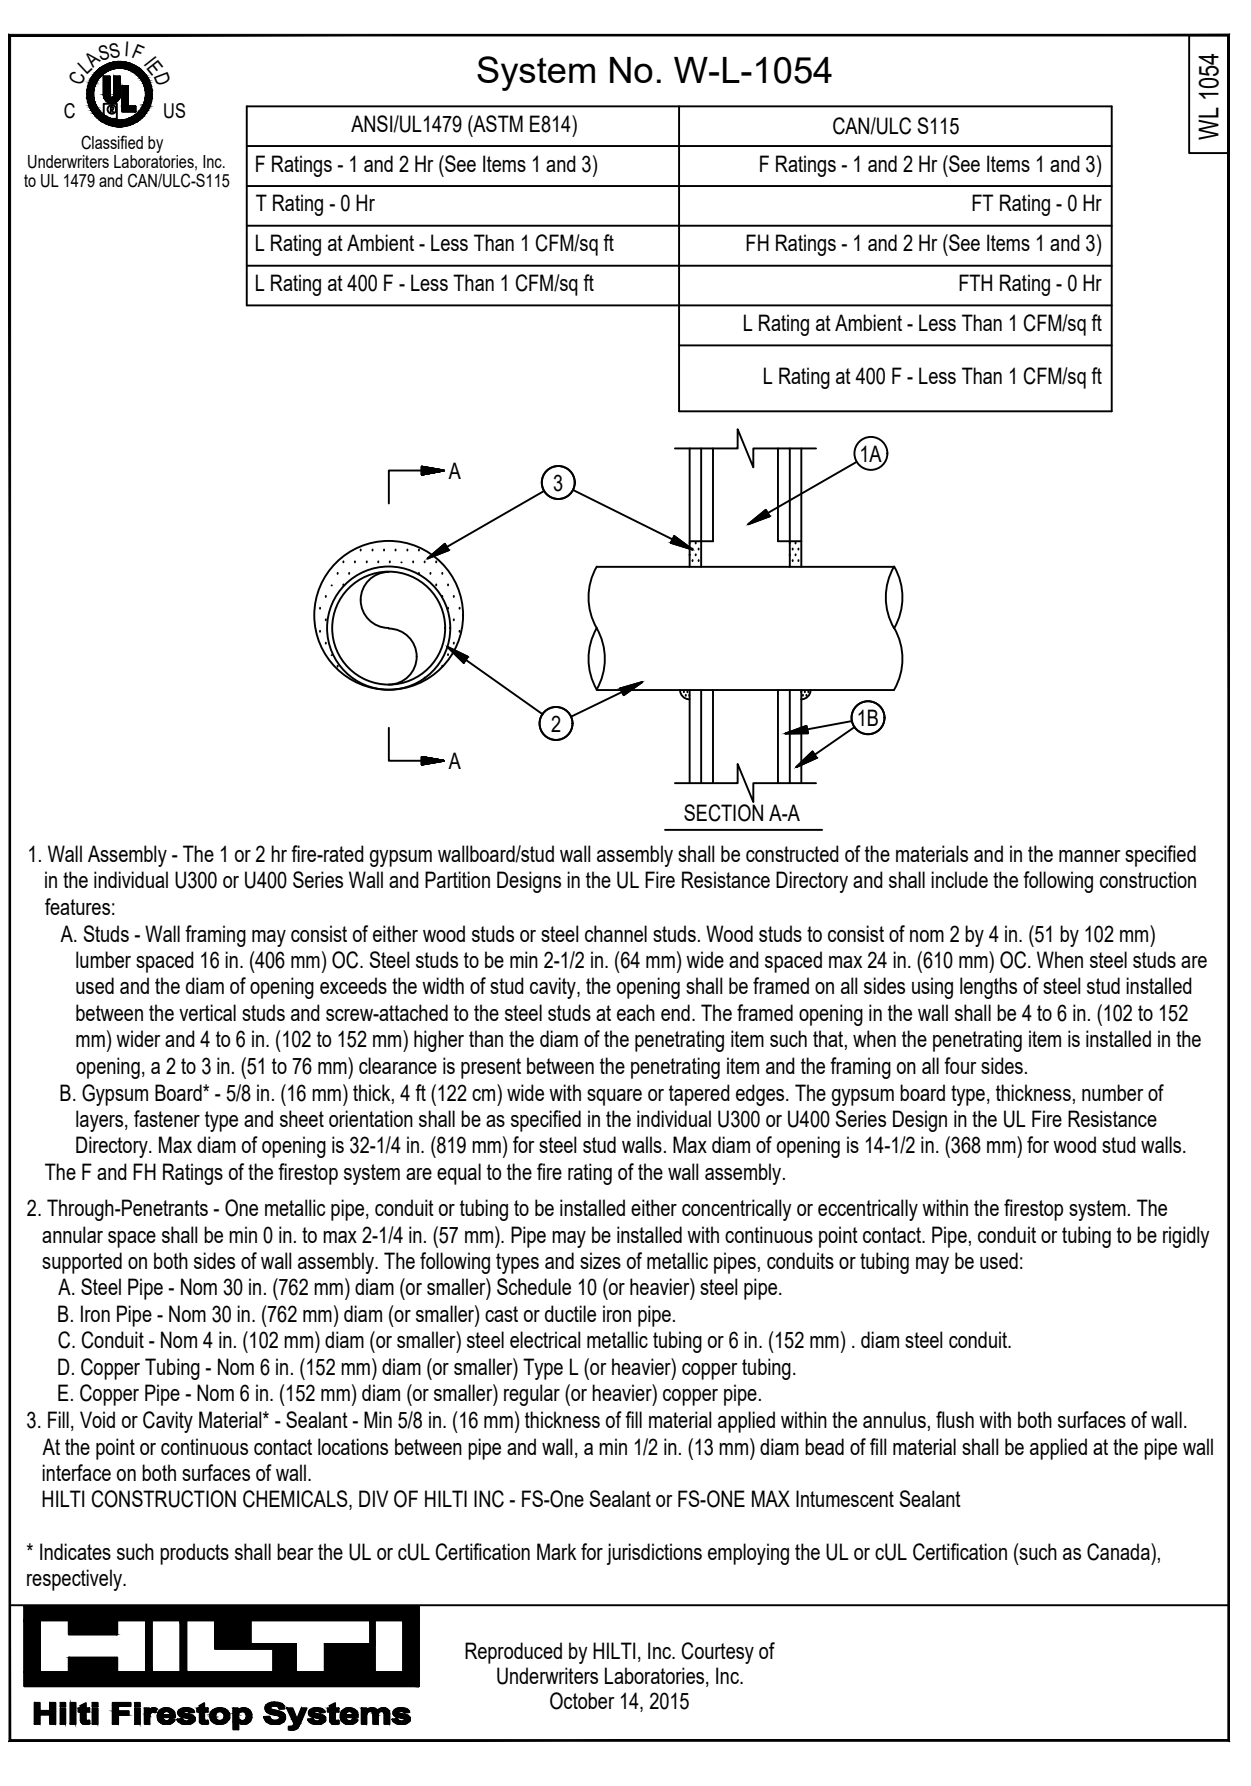 CLASSIFIED
C UL US
Classified by
Underwriters Laboratories, Inc.
to UL 1479 and CAN/ULC-S115
System No. W-L-1054
WL 1054
ANSI/UL1479 (ASTM E814)
CAN/ULC S115
F Ratings - 1 and 2 Hr (See Items 1 and 3)
F Ratings - 1 and 2 Hr (See Items 1 and 3)
T Rating - 0 Hr
FT Rating - 0 Hr
L Rating at Ambient - Less Than 1 CFM/sq ft
FH Ratings - 1 and 2 Hr (See Items 1 and 3)
L Rating at 400 F - Less Than 1 CFM/sq ft
FTH Rating - 0 Hr
L Rating at Ambient - Less Than 1 CFM/sq ft
L Rating at 400 F - Less Than 1 CFM/sq ft
A
3
1A
2
1B
A
SECTION A-A
1. Wall Assembly - The 1 or 2 hr fire-rated gypsum wallboard/stud wall assembly shall be constructed of the materials and in the manner specified
in the individual U300 or U400 Series Wall and Partition Designs in the UL Fire Resistance Directory and shall include the following construction
features:
A. Studs - Wall framing may consist of either wood studs or steel channel studs. Wood studs to consist of nom 2 by 4 in. (51 by 102 mm)
lumber spaced 16 in. (406 mm) OC. Steel studs to be min 2-1/2 in. (64 mm) wide and spaced max 24 in. (610 mm) OC. When steel studs are
used and the diam of opening exceeds the width of stud cavity, the opening shall be framed on all sides using lengths of steel stud installed
between the vertical studs and screw-attached to the steel studs at each end. The framed opening in the wall shall be 4 to 6 in. (102 to 152
mm) wider and 4 to 6 in. (102 to 152 mm) higher than the diam of the penetrating item such that, when the penetrating item is installed in the
opening, a 2 to 3 in. (51 to 76 mm) clearance is present between the penetrating item and the framing on all four sides.
B. Gypsum Board* - 5/8 in. (16 mm) thick, 4 ft (122 cm) wide with square or tapered edges. The gypsum board type, thickness, number of
layers, fastener type and sheet orientation shall be as specified in the individual U300 or U400 Series Design in the UL Fire Resistance
Directory. Max diam of opening is 32-1/4 in. (819 mm) for steel stud walls. Max diam of opening is 14-1/2 in. (368 mm) for wood stud walls.
The F and FH Ratings of the firestop system are equal to the fire rating of the wall assembly.
2. Through-Penetrants - One metallic pipe, conduit or tubing to be installed either concentrically or eccentrically within the firestop system. The
annular space shall be min 0 in. to max 2-1/4 in. (57 mm). Pipe may be installed with continuous point contact. Pipe, conduit or tubing to be rigidly
supported on both sides of wall assembly. The following types and sizes of metallic pipes, conduits or tubing may be used:
A. Steel Pipe - Nom 30 in. (762 mm) diam (or smaller) Schedule 10 (or heavier) steel pipe.
B. Iron Pipe - Nom 30 in. (762 mm) diam (or smaller) cast or ductile iron pipe.
C. Conduit - Nom 4 in. (102 mm) diam (or smaller) steel electrical metallic tubing or 6 in. (152 mm) . diam steel conduit.
D. Copper Tubing - Nom 6 in. (152 mm) diam (or smaller) Type L (or heavier) copper tubing.
E. Copper Pipe - Nom 6 in. (152 mm) diam (or smaller) regular (or heavier) copper pipe.
3. Fill, Void or Cavity Material* - Sealant - Min 5/8 in. (16 mm) thickness of fill material applied within the annulus, flush with both surfaces of wall.
At the point or continuous contact locations between pipe and wall, a min 1/2 in. (13 mm) diam bead of fill material shall be applied at the pipe wall
interface on both surfaces of wall.
HILTI CONSTRUCTION CHEMICALS, DIV OF HILTI INC - FS-One Sealant or FS-ONE MAX Intumescent Sealant
* Indicates such products shall bear the UL or cUL Certification Mark for jurisdictions employing the UL or cUL Certification (such as Canada),
respectively.
HILTI
Hilti Firestop Systems
Reproduced by HILTI, Inc. Courtesy of
Underwriters Laboratories, Inc.
October 14, 2015